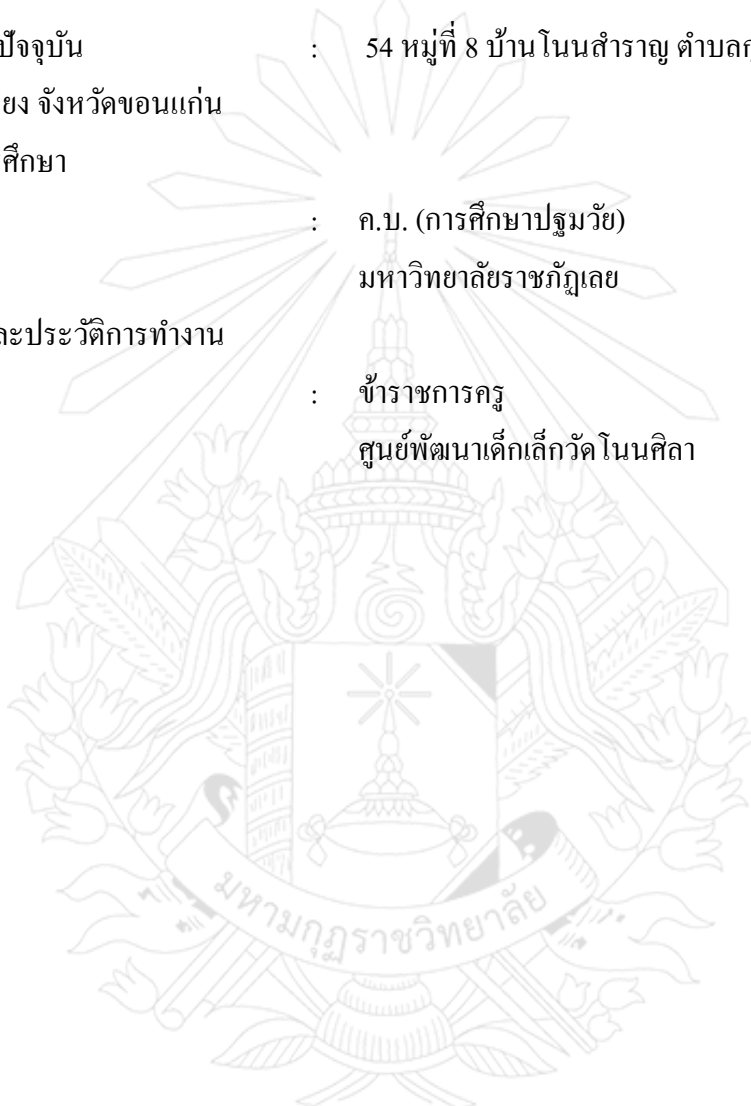 ปัจจุบัน : 54 หมู่ที่ 8 บ้านโนนสำราญ
ตำบล
จังหวัดขอนแก่น
ศึกษา
: ค.บ. (การศึกษาปฐมวัย)
มหาวิทยาลัยราชภัฏเลย
ละประวัติการทำงาน
: ข้าราชการครู
ศูนย์พัฒนาเด็กเล็กวัดโนนศิลา
มหามกุฏราชวิทยาลัย